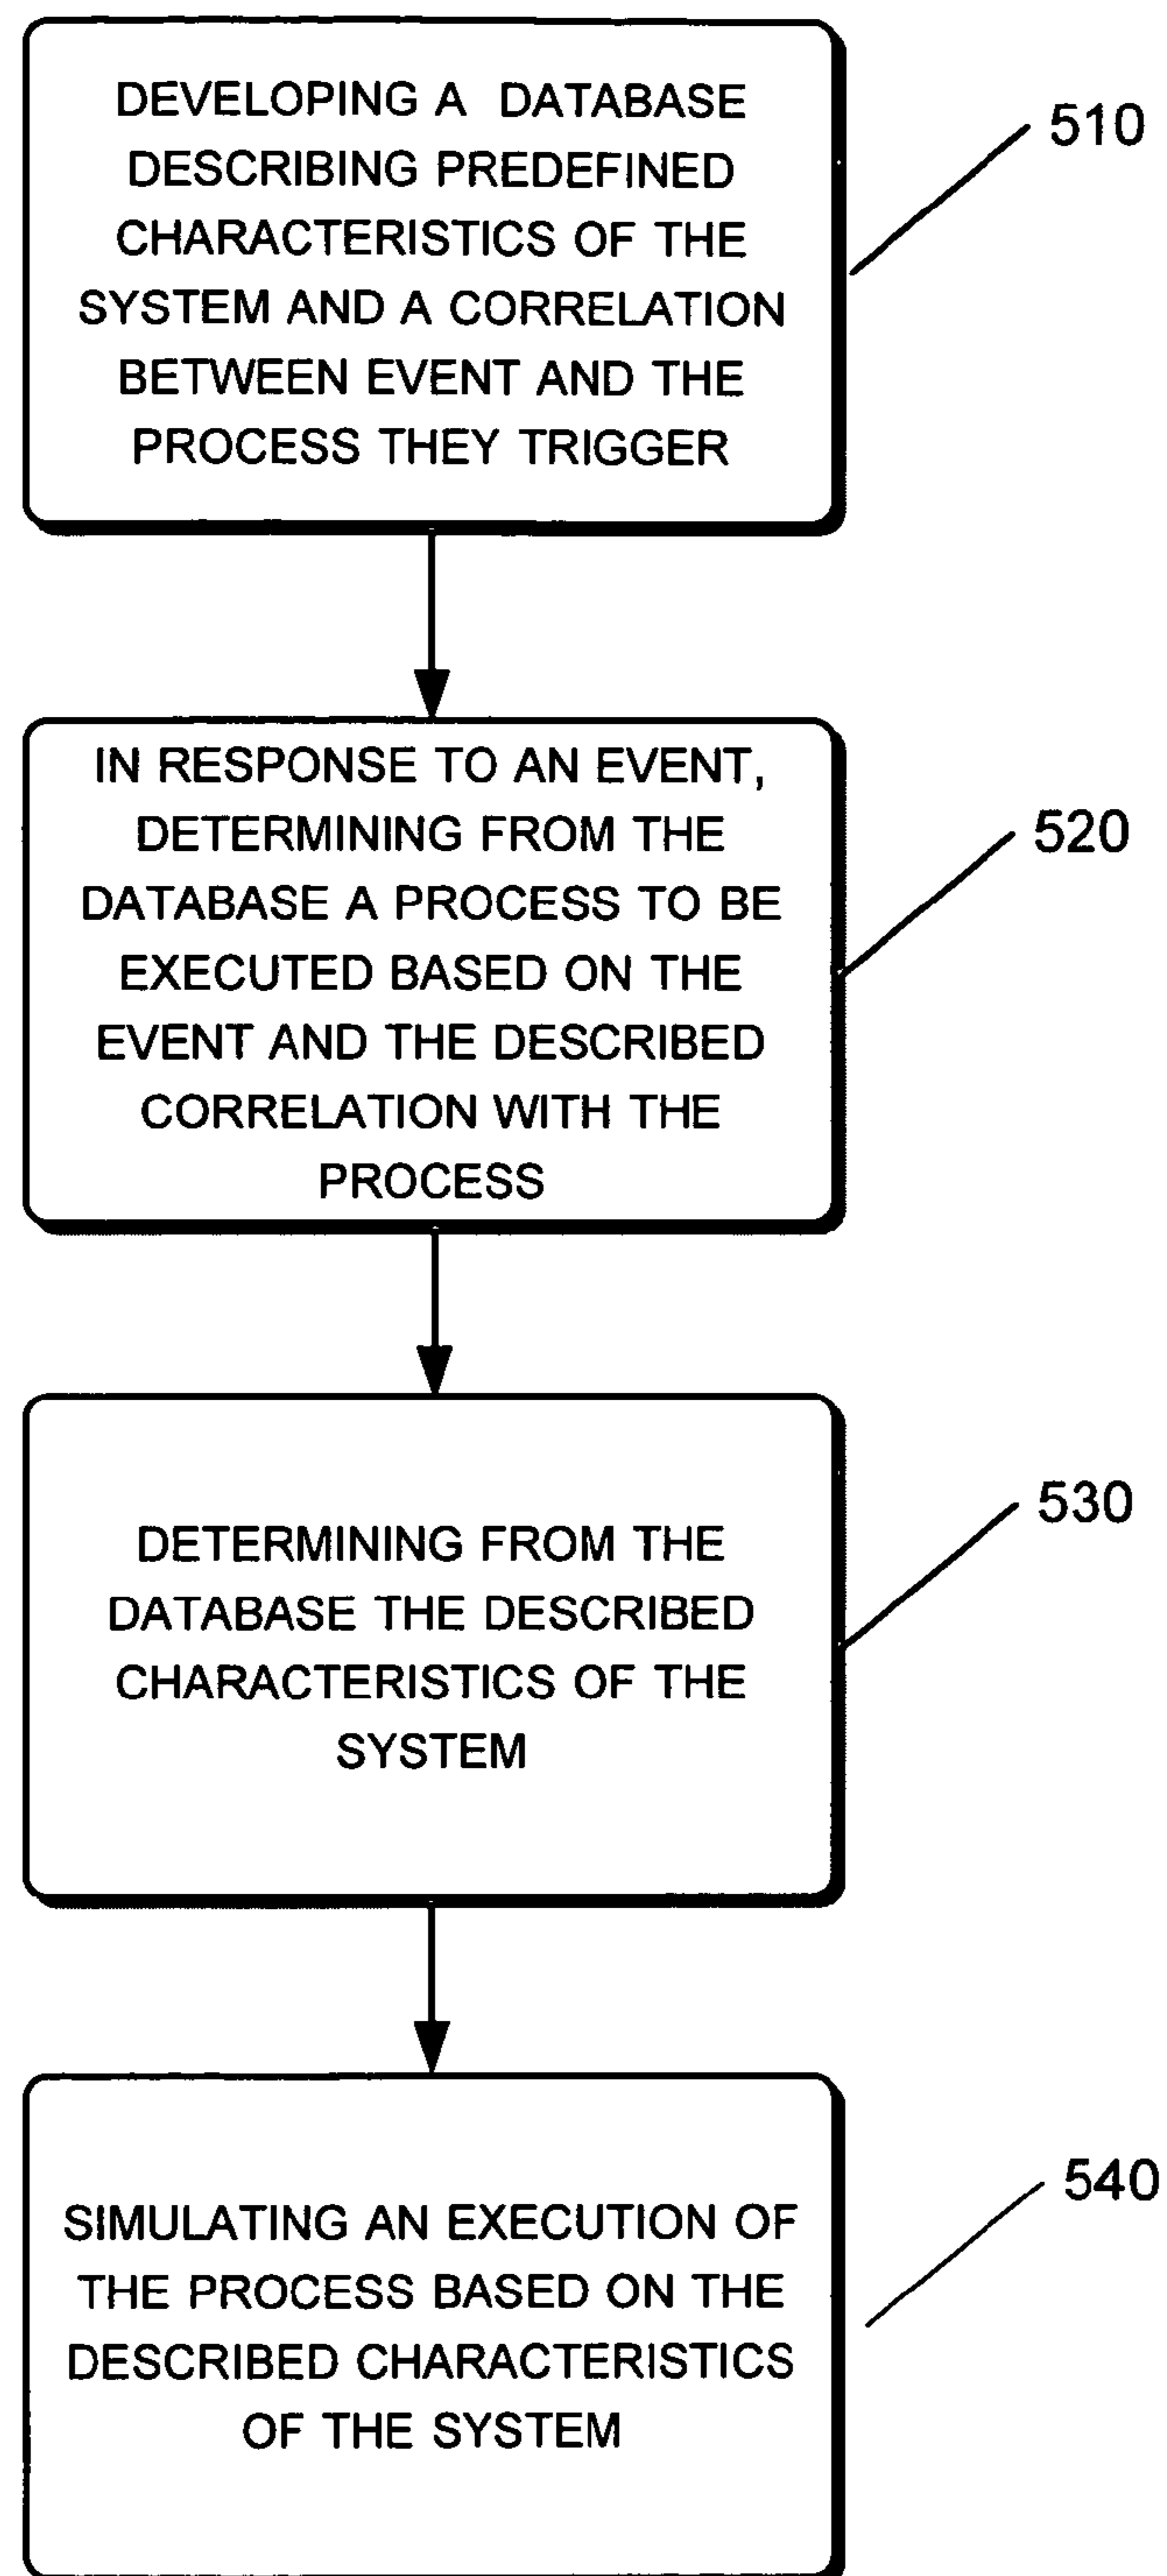 DEVELOPING A DATABASE
DESCRIBING PREDEFINED
CHARACTERISTICS OF THE
SYSTEM AND A CORRELATION
BETWEEN EVENT AND THE
PROCESS THEY TRIGGER
510
IN RESPONSE TO AN EVENT,
DETERMINING FROM THE
DATABASE A PROCESS TO BE
EXECUTED BASED ON THE
EVENT AND THE DESCRIBED
CORRELATION WITH THE
PROCESS
520
DETERMINING FROM THE
DATABASE THE DESCRIBED
CHARACTERISTICS OF THE
SYSTEM
530
SIMULATING AN EXECUTION OF
THE PROCESS BASED ON THE
DESCRIBED CHARACTERISTICS
OF THE SYSTEM
540